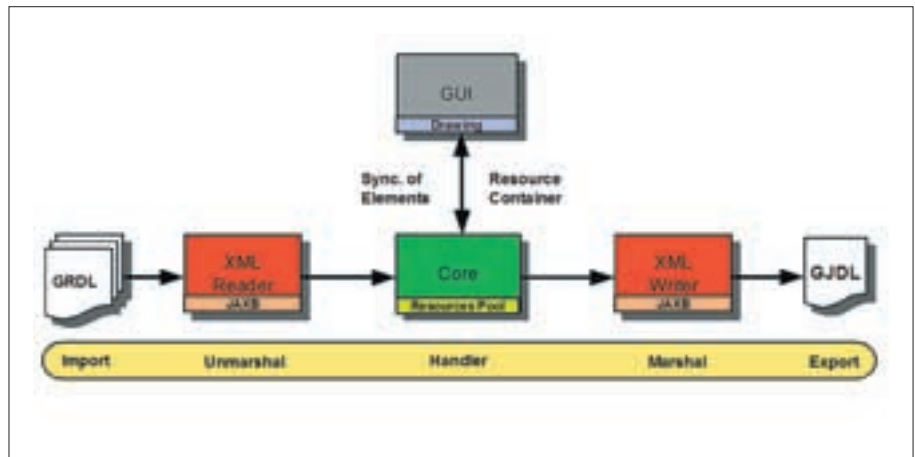 GUI
Drawing
Sync. of
Elements
Resource
Container
GRDL
XML
Reader
JAXB
Core
Resources Pool
XML
Writer
JAXB
GJDL
Import
Unmarshal
Handler
Marshal
Export